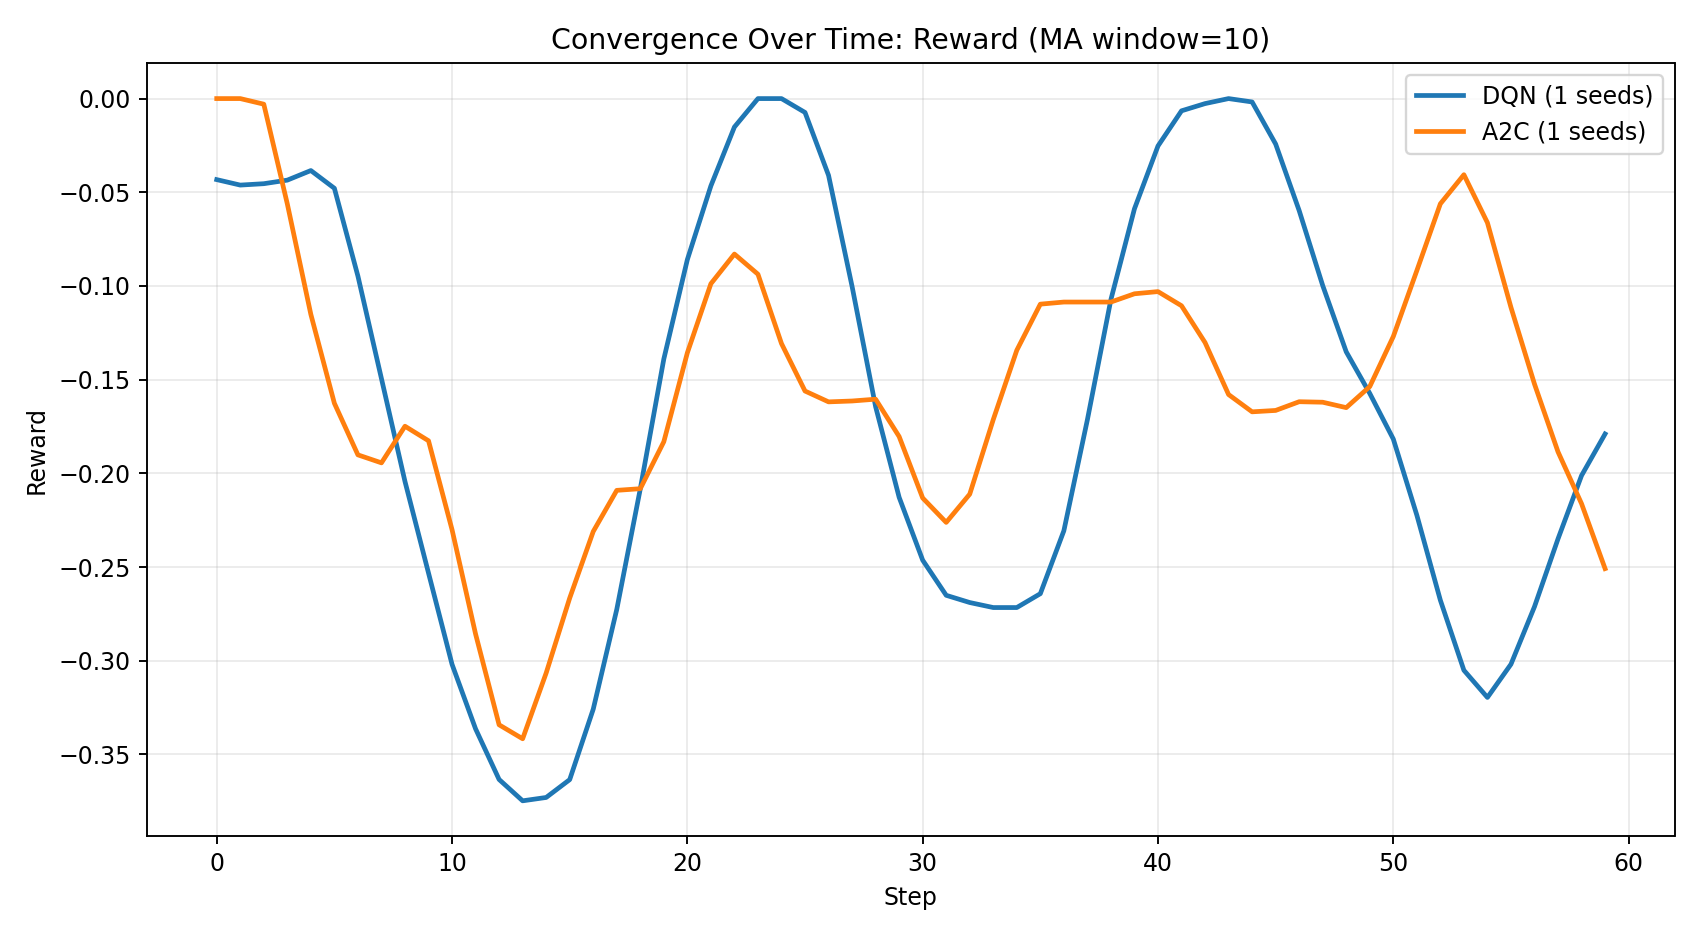 Convergence Over Time: Reward (MA window=10)
DQN (1 seeds)
A2C (1 seeds)
Reward
0.00
−0.05
−0.10
−0.15
−0.20
−0.25
−0.30
−0.35
0 10 20 30 40 50 60
Step